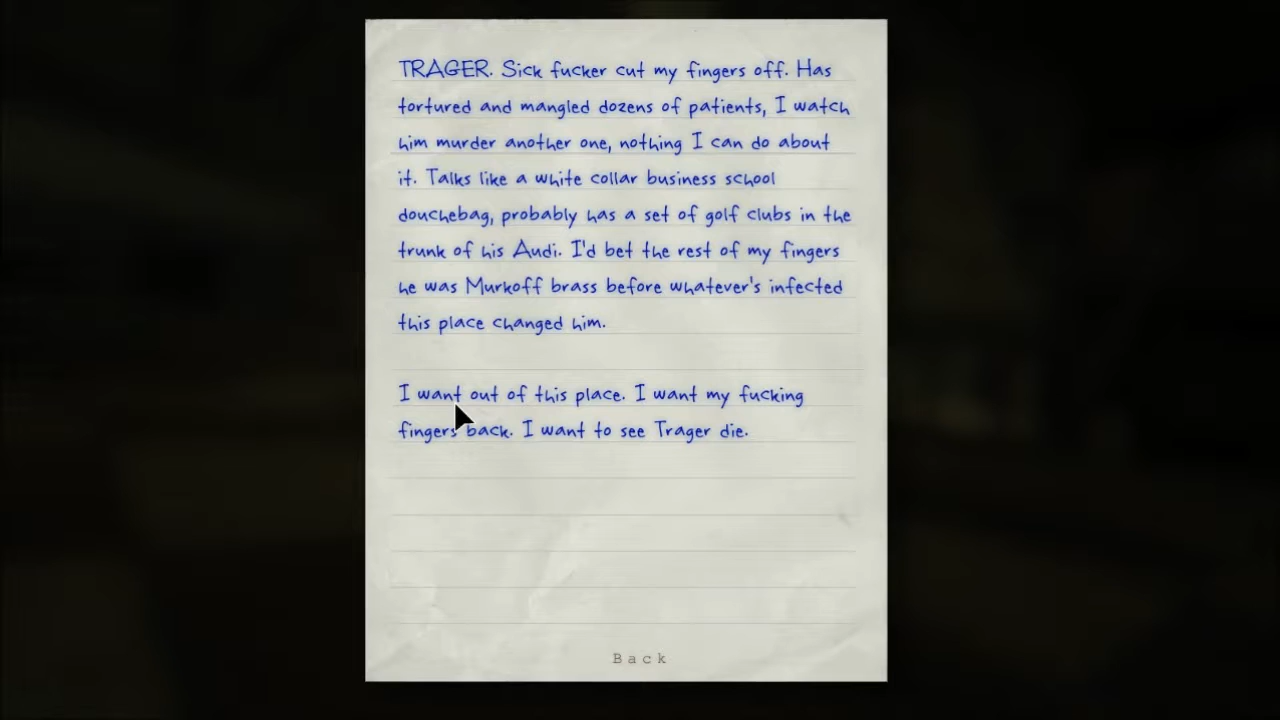 TRAGER. Sick fucker cut my fingers off. Has
tortured and mangled dozens of patients, I watch
him murder another one, nothing I can do about
it. Talks like a white collar business school
douchebag, probably has a set of golf clubs in the
trunk of his Audi. I'd bet the rest of my fingers
he was Murkoff brass before whatever's infected
this place changed him.
I want out of this place. I want my fucking
fingers back. I want to see Trager die.
Back